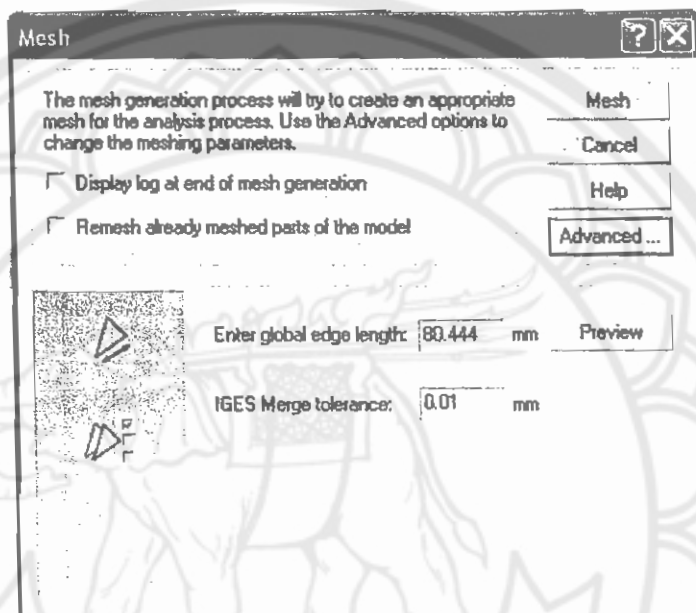 Mesh
The mesh generation process will try to create an appropriate
mesh for the analysis process. Use the Advanced options to
change the meshing parameters.
Display log at end of mesh generation
Remesh already meshed parts of the model
Mesh
Cancel
Help
Advanced ...
Enter global edge length: 80.444 mm
Preview
IGES Merge tolerance: 0.01 mm